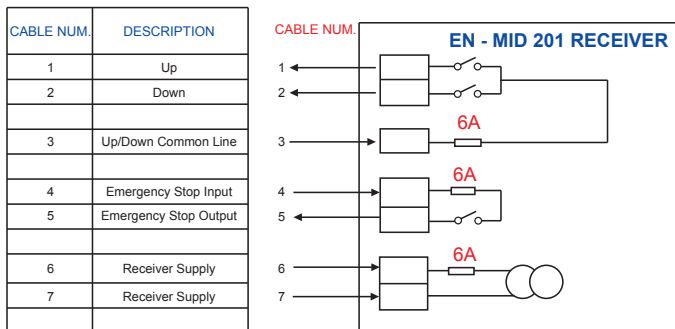 CABLE NUM. DESCRIPTION
1 Up
2 Down
3 Up/Down Common Line
4 Emergency Stop Input
5 Emergency Stop Output
6 Receiver Supply
7 Receiver Supply
CABLE NUM.
EN - MID 201 RECEIVER
1
2
6A
3
6A
4
5
6A
6
7